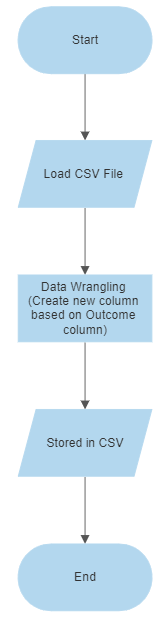 Start
Load CSV File
Data Wrangling
(Create new column
based on Outcome
column)
Stored in CSV
End